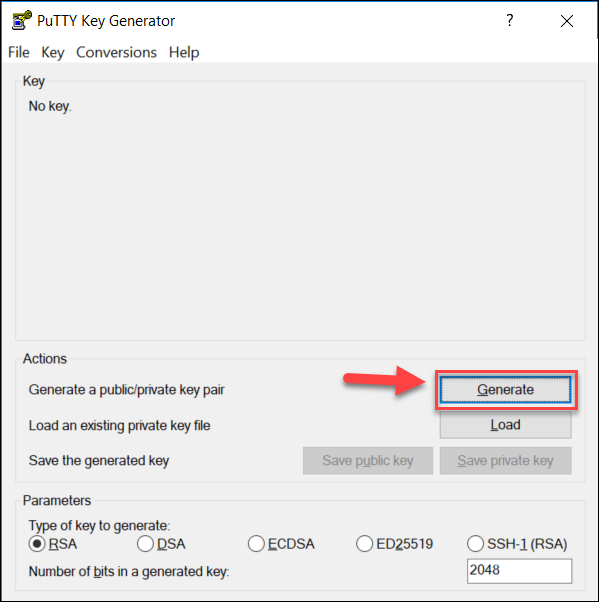 PuTTY Key Generator ?
File Key Conversions Help
Key
No key.
Actions
Generate a public/private key pair Generate
Load an existing private key file Load
Save the generated key Save public key Save private key
Parameters
Type of key to generate:
RSA DSA ECDSA ED25519 SSH-1 (RSA)
Number of bits in a generated key: 2048